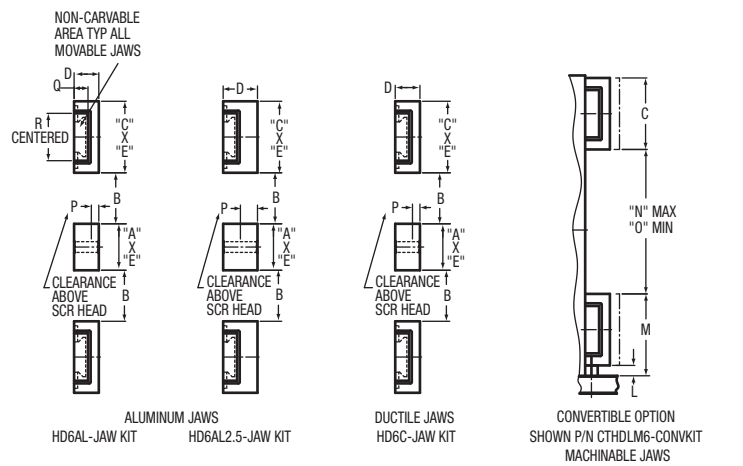 NON-CARVABLE
AREA TYP ALL
MOVABLE JAWS
D
Q
R
CENTERED
"C"
X
"E"
B
P
B
"A"
X
"E"
CLEARANCE
ABOVE
SCR HEAD
B
D
"C"
X
"E"
B
P
"A"
X
"E"
CLEARANCE
ABOVE
SCR HEAD
B
D
"C"
X
"E"
B
P
"A"
X
"E"
CLEARANCE
ABOVE
SCR HEAD
B
C
"N" MAX
"O" MIN
M
L
ALUMINUM JAWS
HD6AL-JAW KIT
HD6AL2.5-JAW KIT
DUCTILE JAWS
HD6C-JAW KIT
CONVERTIBLE OPTION
SHOWN P/N CTHDLM6-CONVKIT
MACHINABLE JAWS